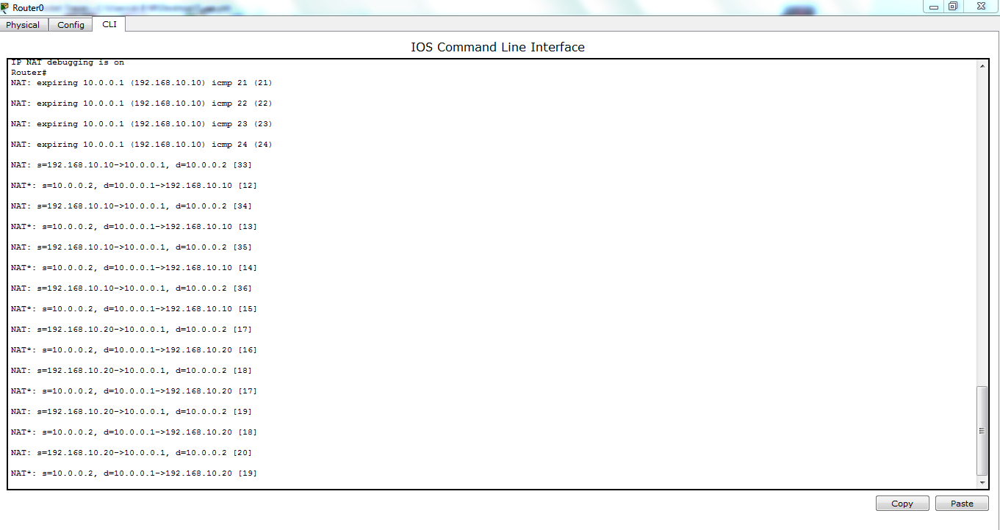 Router0
Physical Config CLI
IOS Command Line Interface
IP NAT debugging is on
Router#
NAT: expiring 10.0.0.1 (192.168.10.10) icmp 21 (21)
NAT: expiring 10.0.0.1 (192.168.10.10) icmp 22 (22)
NAT: expiring 10.0.0.1 (192.168.10.10) icmp 23 (23)
NAT: expiring 10.0.0.1 (192.168.10.10) icmp 24 (24)
NAT: s=192.168.10.10->10.0.0.1, d=10.0.0.2 [33]
NAT*: s=10.0.0.2, d=10.0.0.1->192.168.10.10 [12]
NAT: s=192.168.10.10->10.0.0.1, d=10.0.0.2 [34]
NAT*: s=10.0.0.2, d=10.0.0.1->192.168.10.10 [13]
NAT: s=192.168.10.10->10.0.0.1, d=10.0.0.2 [35]
NAT*: s=10.0.0.2, d=10.0.0.1->192.168.10.10 [14]
NAT: s=192.168.10.10->10.0.0.1, d=10.0.0.2 [36]
NAT*: s=10.0.0.2, d=10.0.0.1->192.168.10.10 [15]
NAT: s=192.168.10.20->10.0.0.1, d=10.0.0.2 [17]
NAT*: s=10.0.0.2, d=10.0.0.1->192.168.10.20 [16]
NAT: s=192.168.10.20->10.0.0.1, d=10.0.0.2 [18]
NAT*: s=10.0.0.2, d=10.0.0.1->192.168.10.20 [17]
NAT: s=192.168.10.20->10.0.0.1, d=10.0.0.2 [19]
NAT*: s=10.0.0.2, d=10.0.0.1->192.168.10.20 [18]
NAT: s=192.168.10.20->10.0.0.1, d=10.0.0.2 [20]
NAT*: s=10.0.0.2, d=10.0.0.1->192.168.10.20 [19]
Copy Paste